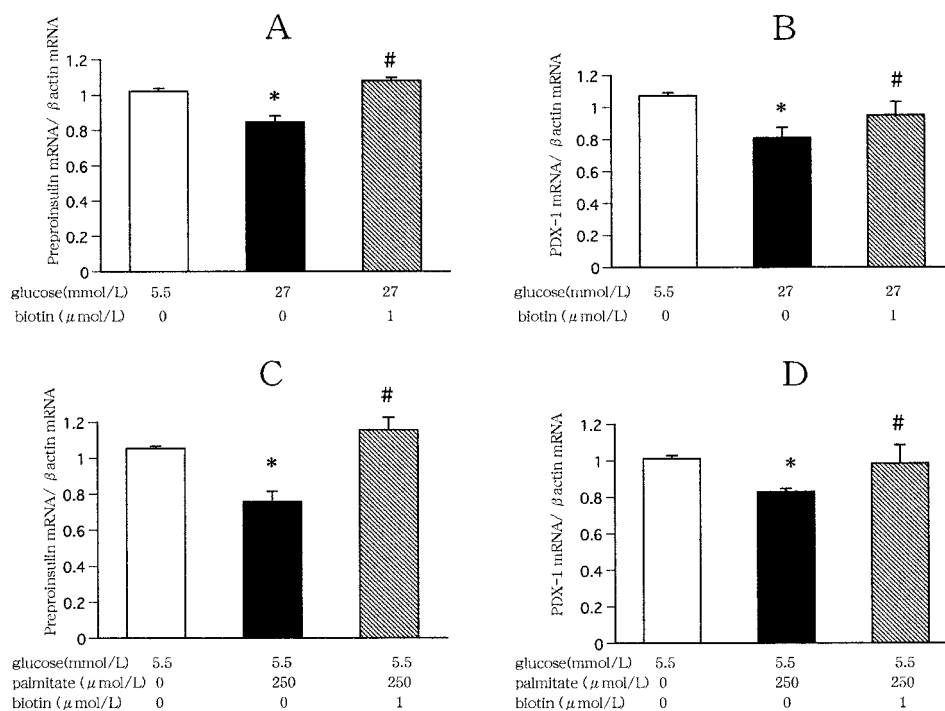 A
Preproinsulin mRNA/ βactin mRNA
1.2
1
0.8
0.6
0.4
0.2
0
*
#
glucose(mmol/L) 5.5 27 27
biotin (μmol/L) 0 0 1
B
PDX-1 mRNA/ βactin mRNA
1.2
1
0.8
0.6
0.4
0.2
0
*
#
glucose(mmol/L) 5.5 27 27
biotin (μmol/L) 0 0 1
C
Preproinsulin mRNA/ βactin mRNA
1.2
1
0.8
0.6
0.4
0.2
0
*
#
glucose(mmol/L) 5.5 5.5 5.5
palmitate (μmol/L) 0 250 250
biotin (μmol/L) 0 0 1
D
PDX-1 mRNA/ βactin mRNA
1.2
1
0.8
0.6
0.4
0.2
0
*
#
glucose(mmol/L) 5.5 5.5 5.5
palmitate (μmol/L) 0 250 250
biotin (μmol/L) 0 0 1